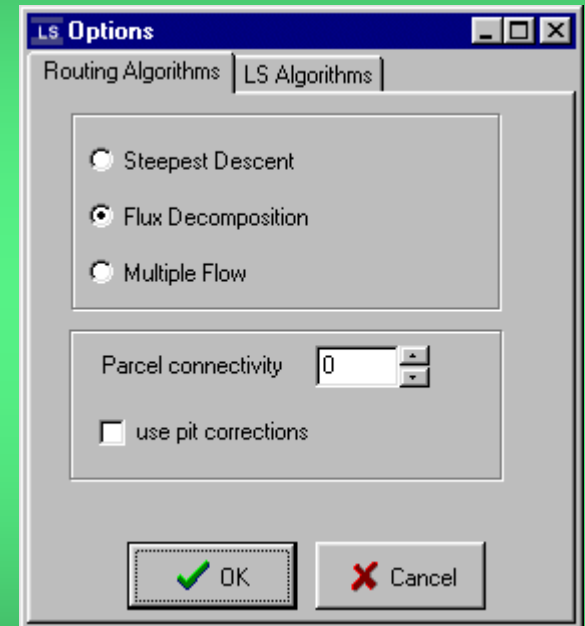 LS Options
Routing Algorithms LS Algorithms
Steepest Descent
Flux Decomposition
Multiple Flow
Parcel connectivity 0
use pit corrections
OK Cancel